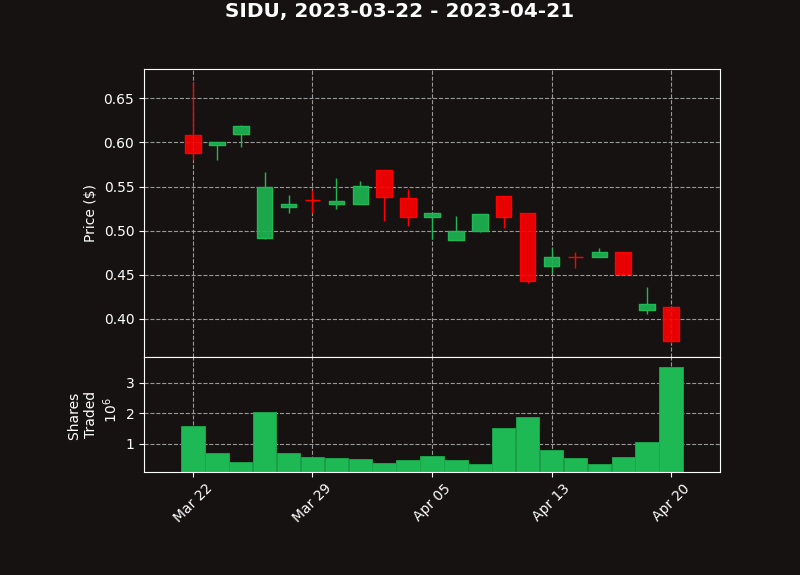 SIDU, 2023-03-22 - 2023-04-21
Price ($)
0.65
0.60
0.55
0.50
0.45
0.40
Shares
Traded
10^6
3
2
1
Mar 22
Mar 29
Apr 05
Apr 13
Apr 20